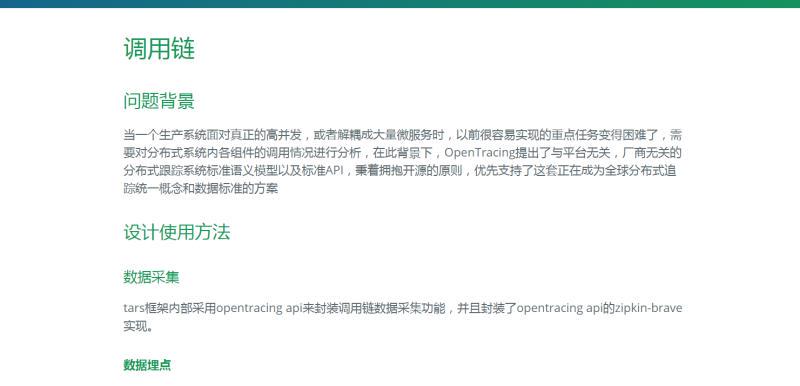 调用链
问题背景
当一个生产系统面对真正的高并发，或者解耦成大量微服务时，以前很容易实现的重点任务变得困难了，需
要对分布式系统内各组件的调用情况进行分析，在此背景下，OpenTracing提出了与平台无关，厂商无关的
分布式跟踪系统标准语义模型以及标准API，秉着拥抱开源的原则，优先支持了这套正在成为全球分布式追
踪统一概念和数据标准的方案
设计使用方法
数据采集
tars框架内部采用opentracing api来封装调用链数据采集功能，并且封装了opentracing api的zipkin-brave
实现。
数据埋点